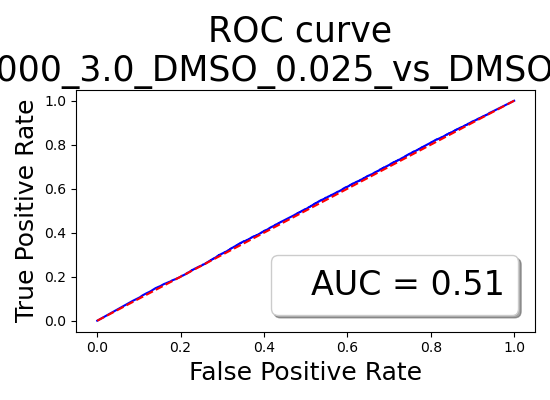 ROC curve
000_3.0_DMSO_0.025_vs_DMSO
1.0
0.8
0.6
0.4
0.2
0.0
True Positive Rate
AUC = 0.51
0.0 0.2 0.4 0.6 0.8 1.0
False Positive Rate